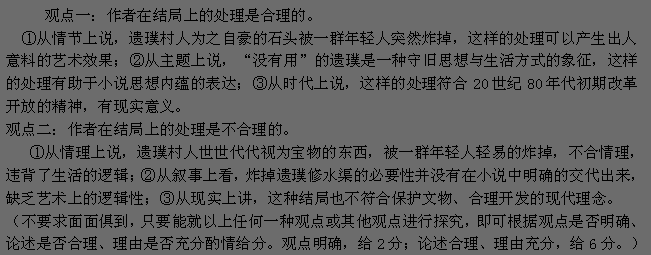 观点一：作者在结局上的处理是合理的。
①从情节上说，遗璞村人为之自豪的石头被一群年轻人突然炸掉，这样的处理可以产生出人
意料的艺术效果；②从主题上说，“没有用”的遗璞是一种守旧思想与生活方式的象征，这样
的处理有助于小说思想内蕴的表达；③从时代上说，这样的处理符合 20 世纪 80 年代初期改革
开放的精神，有现实意义。
观点二：作者在结局上的处理是不合理的。
①从情理上说，遗璞村人世世代代视为宝物的东西，被一群年轻人轻易的炸掉，不合情理，
违背了生活的逻辑；②从叙事上看，炸掉遗璞修水渠的必要性并没有在小说中明确的交代出来，
缺乏艺术上的逻辑性；③从现实上讲，这种结局也不符合保护文物、合理开发的现代理念。
（不要求面面俱到，只要能就以上任何一种观点或其他观点进行探究，即可根据观点是否明确、
论述是否合理、理由是否充分酌情给分。观点明确，给 2 分；论述合理、理由充分，给 6 分。）